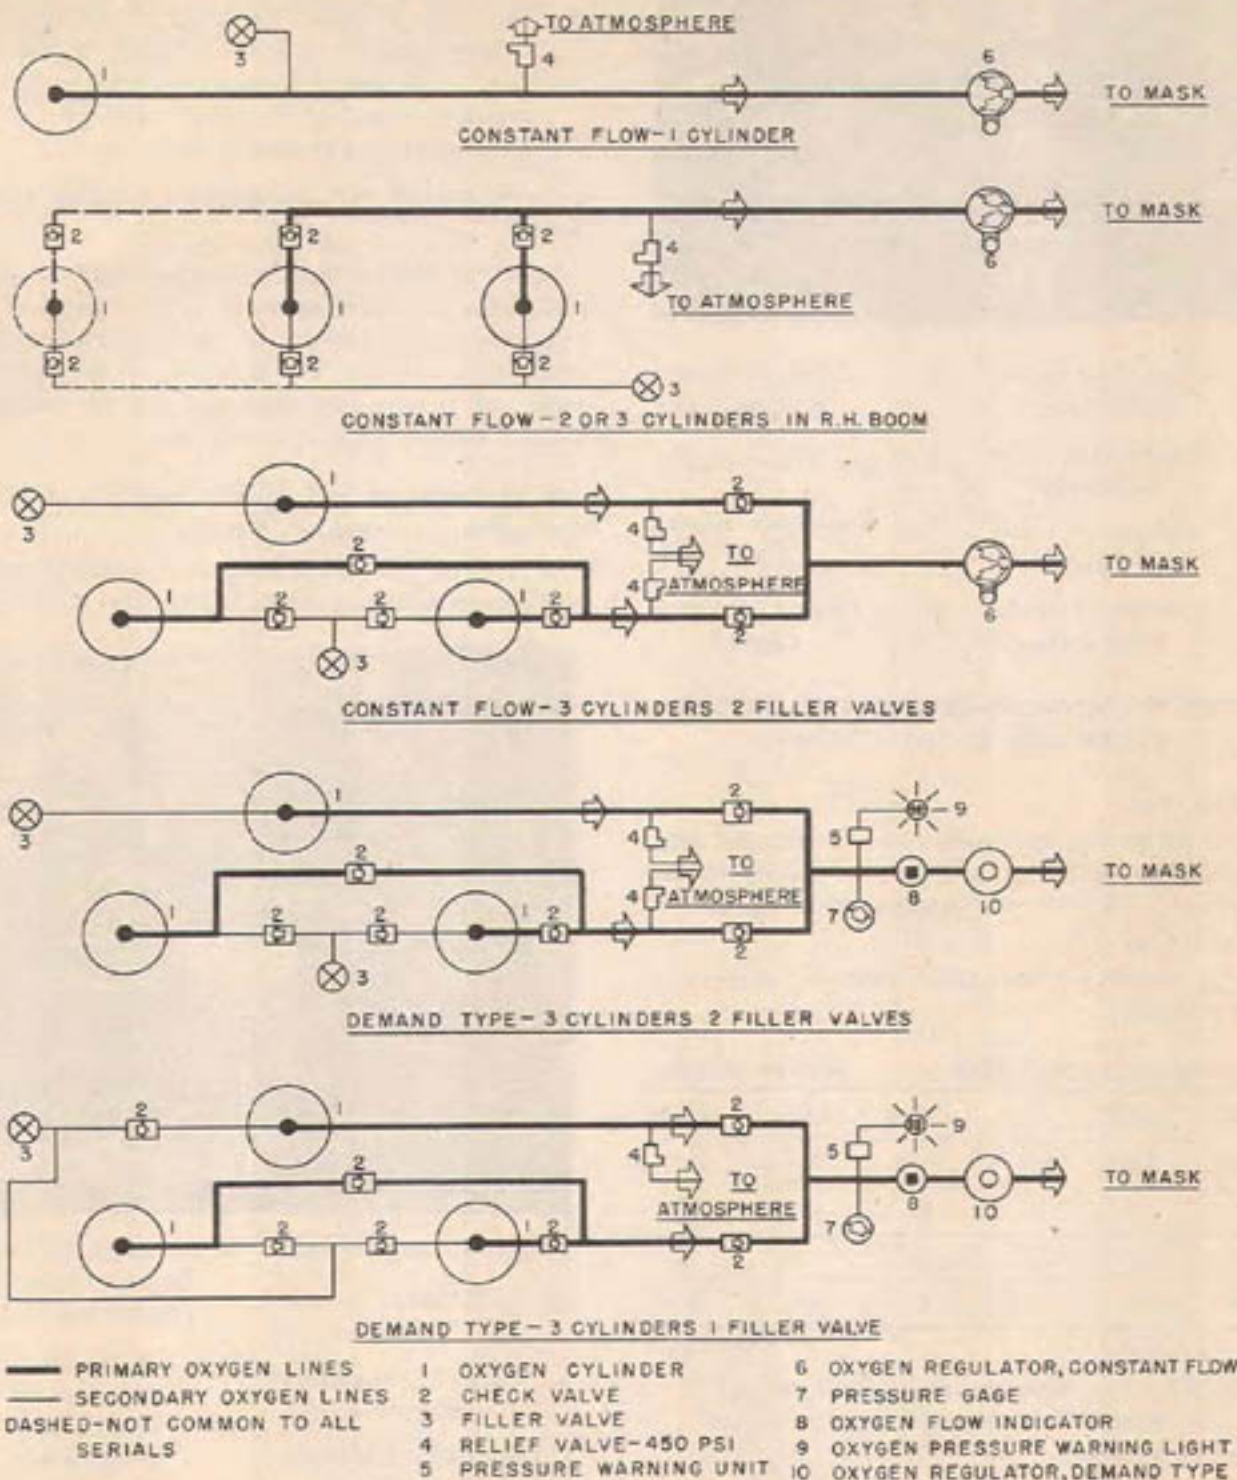 TO ATMOSPHERE
3
4
6
1
TO MASK
CONSTANT FLOW-1 CYLINDER
TO MASK
2 2 2 4
6
1 1 1
TO ATMOSPHERE
2 2 2
3
CONSTANT FLOW-2 OR 3 CYLINDERS IN R.H. BOOM
1 2
3 4
2 TO
TO MASK
1 2 2 1 2 4 ATMOSPHERE
6
2
3
CONSTANT FLOW-3 CYLINDERS 2 FILLER VALVES
2
1 9
3 4 5
2 TO
TO MASK
4 ATMOSPHERE
1 2 2 1 2 7 8 10
2
3
DEMAND TYPE-3 CYLINDERS 2 FILLER VALVES
2 1 2
9
3 4 5
2 TO
TO MASK
ATMOSPHERE
1 2 2 1 2 7 8 10
2
DEMAND TYPE-3 CYLINDERS 1 FILLER VALVE
PRIMARY OXYGEN LINES
SECONDARY OXYGEN LINES
DASHED-NOT COMMON TO ALL
SERIALS
1 OXYGEN CYLINDER
2 CHECK VALVE
3 FILLER VALVE
4 RELIEF VALVE-450 PSI
5 PRESSURE WARNING UNIT
6 OXYGEN REGULATOR, CONSTANT FLOW
7 PRESSURE GAGE
8 OXYGEN FLOW INDICATOR
9 OXYGEN PRESSURE WARNING LIGHT
10 OXYGEN REGULATOR, DEMAND TYPE